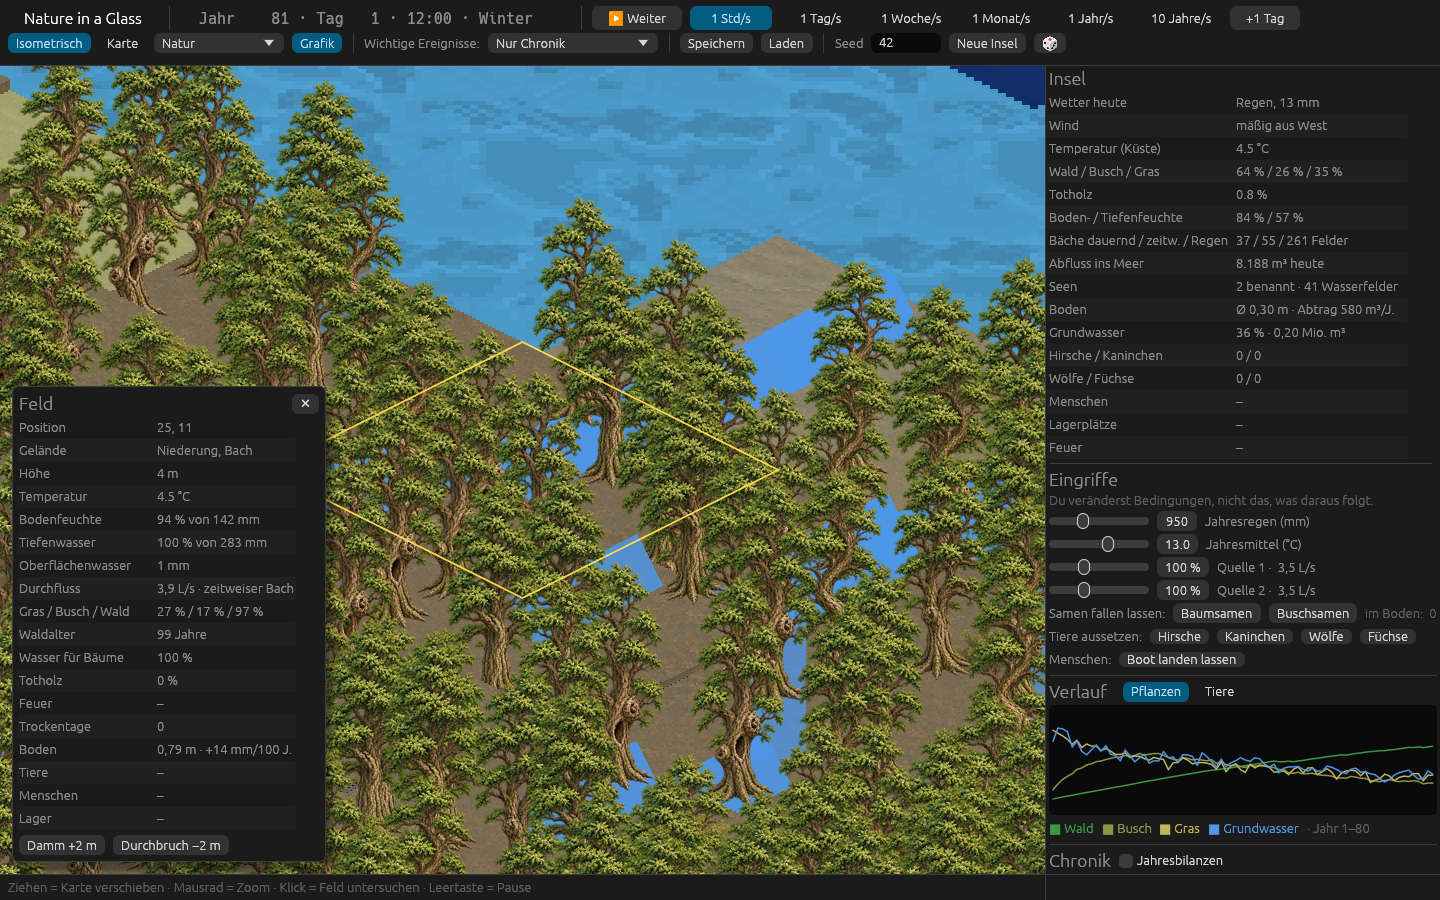 Nature in a Glass
Jahr 81 · Tag 1 · 12:00 · Winter
Weiter 1 Std/s 1 Tag/s 1 Woche/s 1 Monat/s 1 Jahr/s 10 Jahre/s +1 Tag
Isometrisch Karte Natur Grafik Wichtige Ereignisse: Nur Chronik Speichern Laden Seed 42 Neue Insel
Insel
Wetter heute Regen, 13 mm
Wind mäßig aus West
Temperatur (Küste) 4.5 °C
Wald / Busch / Gras 64 % / 26 % / 35 %
Totholz 0.8 %
Boden- / Tiefenfeuchte 84 % / 57 %
Bäche dauernd / zeitw. / Regen 37 / 55 / 261 Felder
Abfluss ins Meer 8.188 m³ heute
Seen 2 benannt · 41 Wasserfelder
Boden Ø 0,30 m · Abtrag 580 m³/J.
Grundwasser 36 % · 0,20 Mio. m³
Hirsche / Kaninchen 0 / 0
Wölfe / Füchse 0 / 0
Menschen –
Lagerplätze –
Feuer –
Eingriffe
Du veränderst Bedingungen, nicht das, was daraus folgt.
950 Jahresregen (mm)
13.0 Jahresmittel (°C)
100 % Quelle 1 · 3,5 L/s
100 % Quelle 2 · 3,5 L/s
Samen fallen lassen: Baumsamen Buschsamen im Boden: 0
Tiere aussetzen: Hirsche Kaninchen Wölfe Füchse
Menschen: Boot landen lassen
Verlauf Pflanzen Tiere
Wald Busch Gras Grundwasser · Jahr 1–80
Chronik Jahresbilanzen
Feld ✕
Position 25, 11
Gelände Niederung, Bach
Höhe 4 m
Temperatur 4.5 °C
Bodenfeuchte 94 % von 142 mm
Tiefenwasser 100 % von 283 mm
Oberflächenwasser 1 mm
Durchfluss 3,9 L/s · zeitweiser Bach
Gras / Busch / Wald 27 % / 17 % / 97 %
Waldalter 99 Jahre
Wasser für Bäume 100 %
Totholz 0 %
Feuer –
Trockentage 0
Boden 0,79 m · +14 mm/100 J.
Tiere –
Menschen –
Lager –
Damm +2 m Durchbruch −2 m
Ziehen = Karte verschieben · Mausrad = Zoom · Klick = Feld untersuchen · Leertaste = Pause